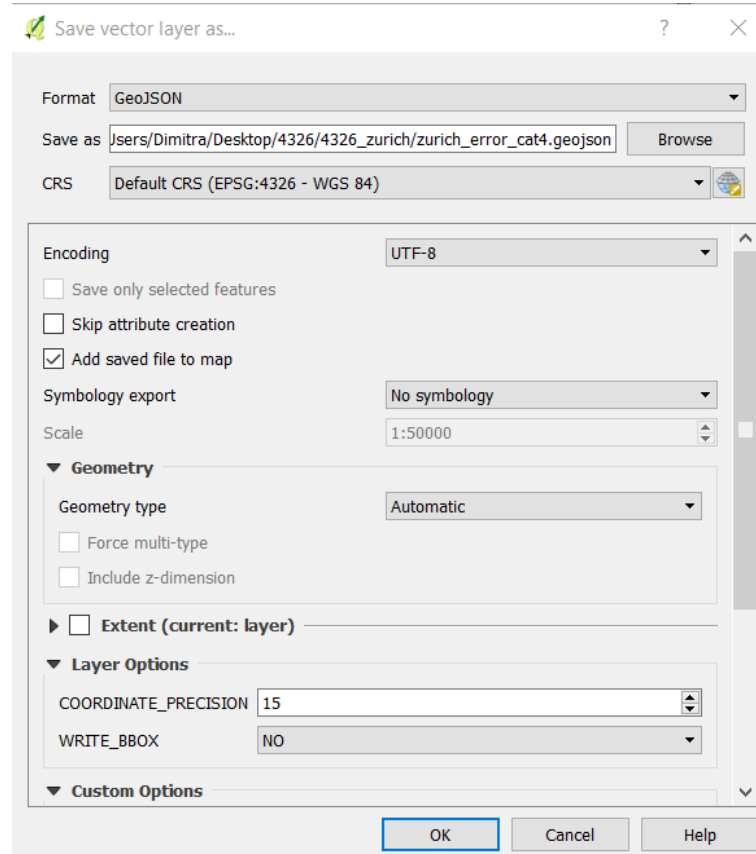 Save vector layer as... ?
Format GeoJSON
Save as Jsers/Dimitra/Desktop/4326/4326_zurich/zurich_error_cat4.geojson Browse
CRS Default CRS (EPSG:4326 - WGS 84)
Encoding UTF-8
Save only selected features
Skip attribute creation
Add saved file to map
Symbology export No symbology
Scale 1:50000
Geometry
Geometry type Automatic
Force multi-type
Include z-dimension
Extent (current: layer)
Layer Options
COORDINATE_PRECISION 15
WRITE_BBOX NO
Custom Options
OK Cancel Help